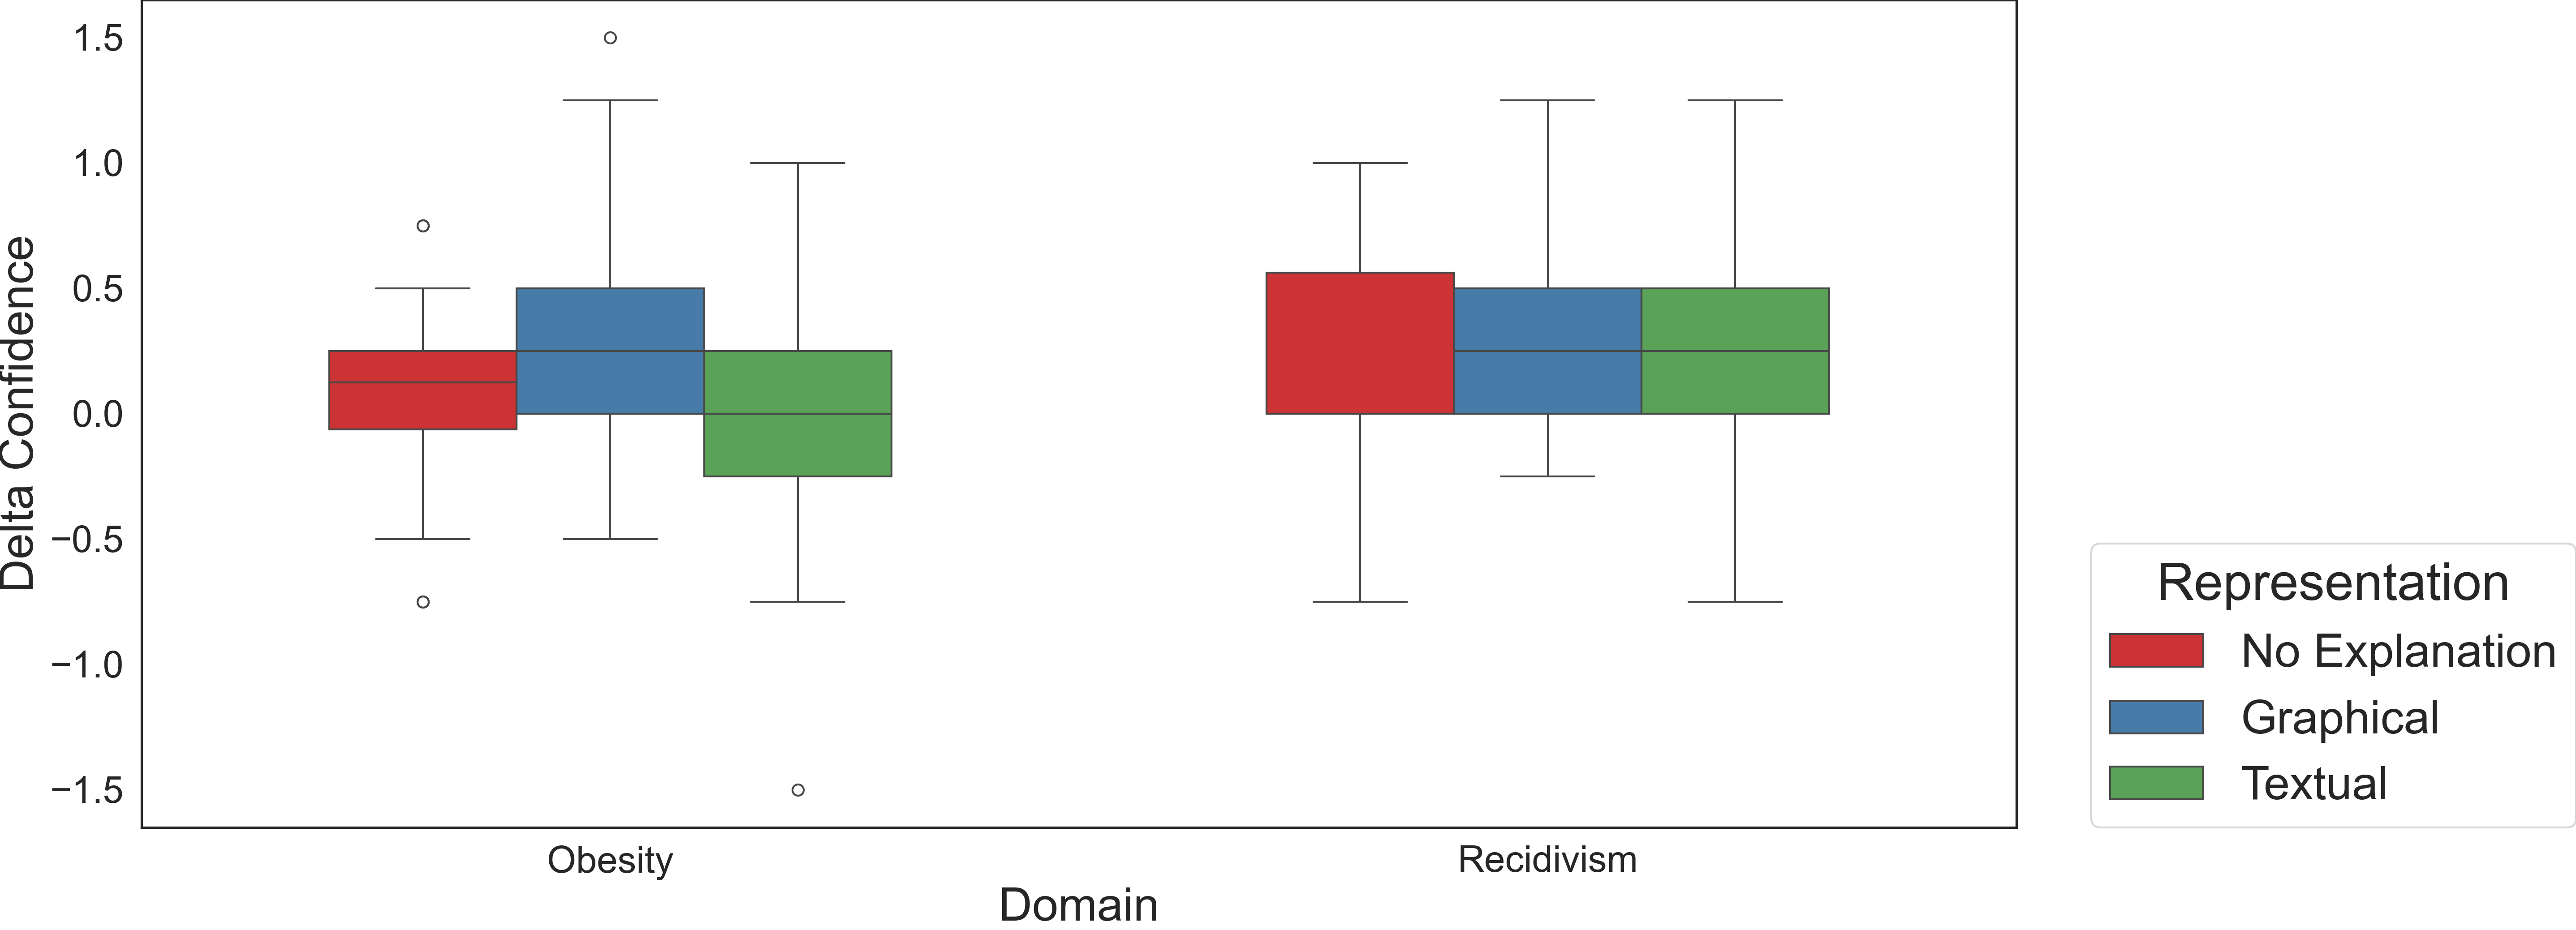 Delta Confidence
1.5
1.0
0.5
0.0
−0.5
−1.0
−1.5
Obesity
Recidivism
Domain
Representation
No Explanation
Graphical
Textual